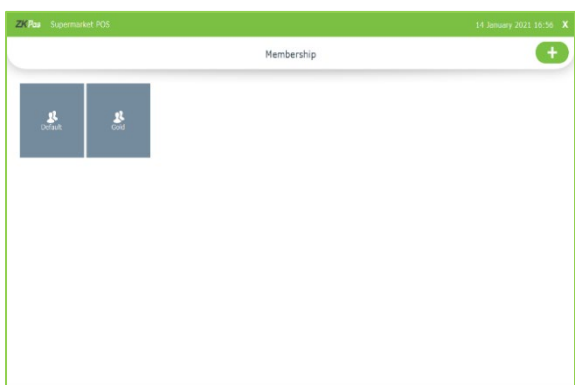 ZKPos Supermarket POS 14 January 2021 16:56 X
Membership +
Default Gold